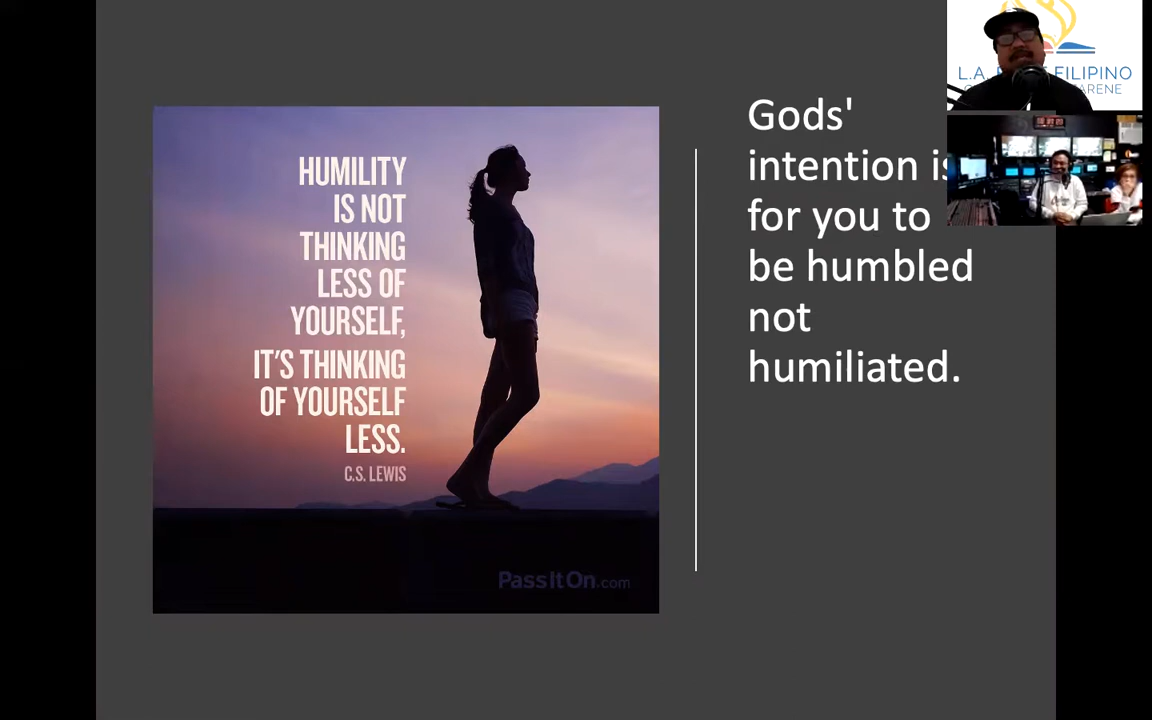 HUMILITY
IS NOT
THINKING
LESS OF
YOURSELF,
IT'S THINKING
OF YOURSELF
LESS.
C.S. LEWIS
PassItOn.com
Gods'
intention is
for you to
be humbled
not
humiliated.
L.A. FILIPINO